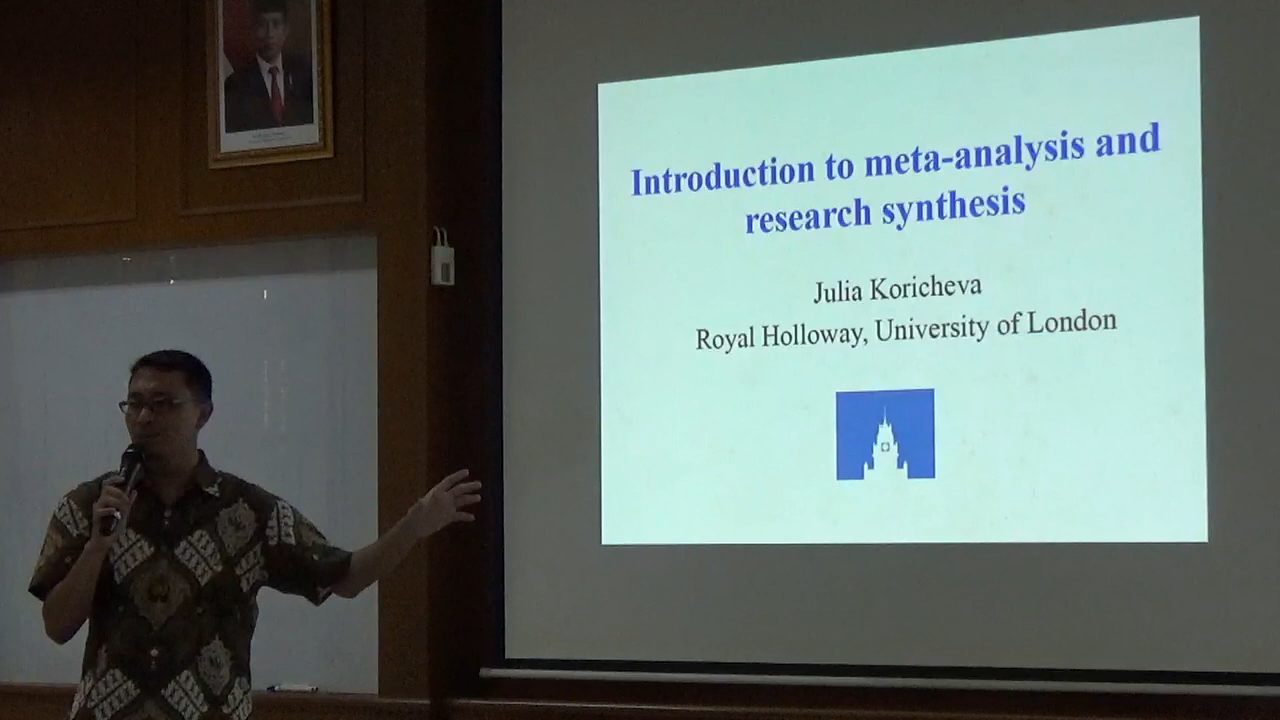 Introduction to meta-analysis and
research synthesis
Julia Koricheva
Royal Holloway, University of London